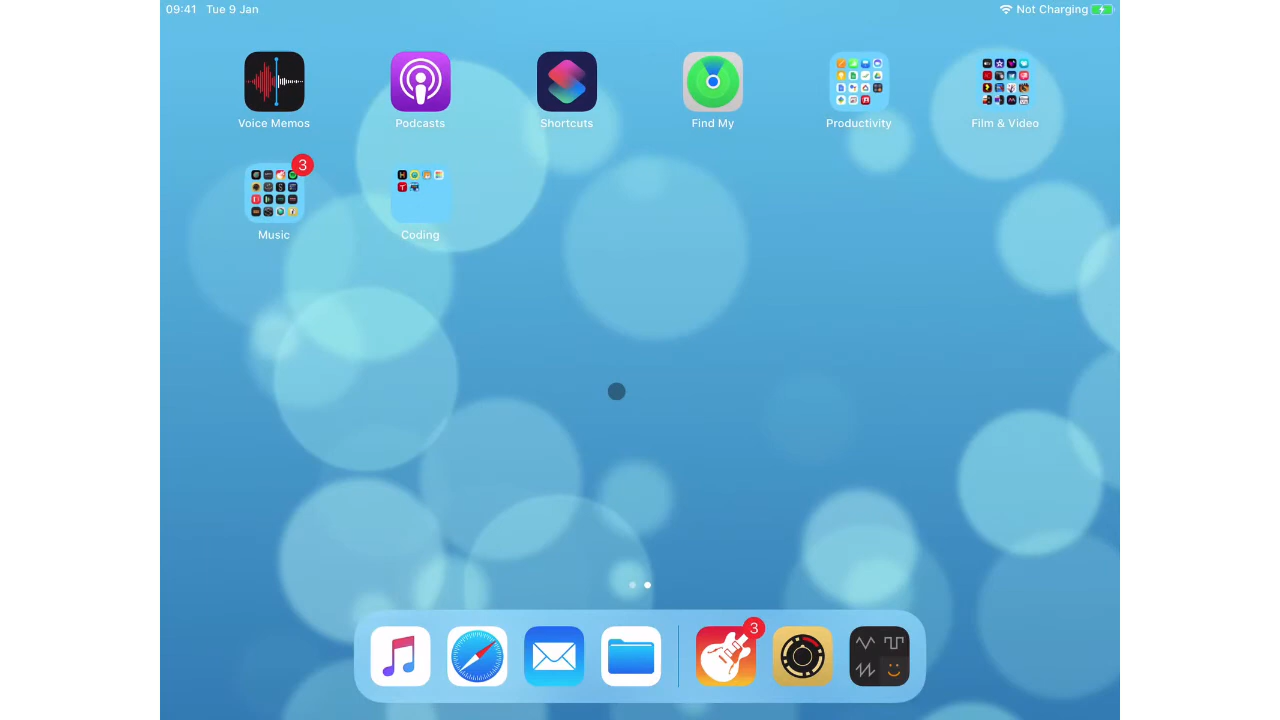 09:41 Tue 9 Jan Not Charging
Voice Memos Podcasts Shortcuts Find My Productivity Film & Video
3
Music Coding
3